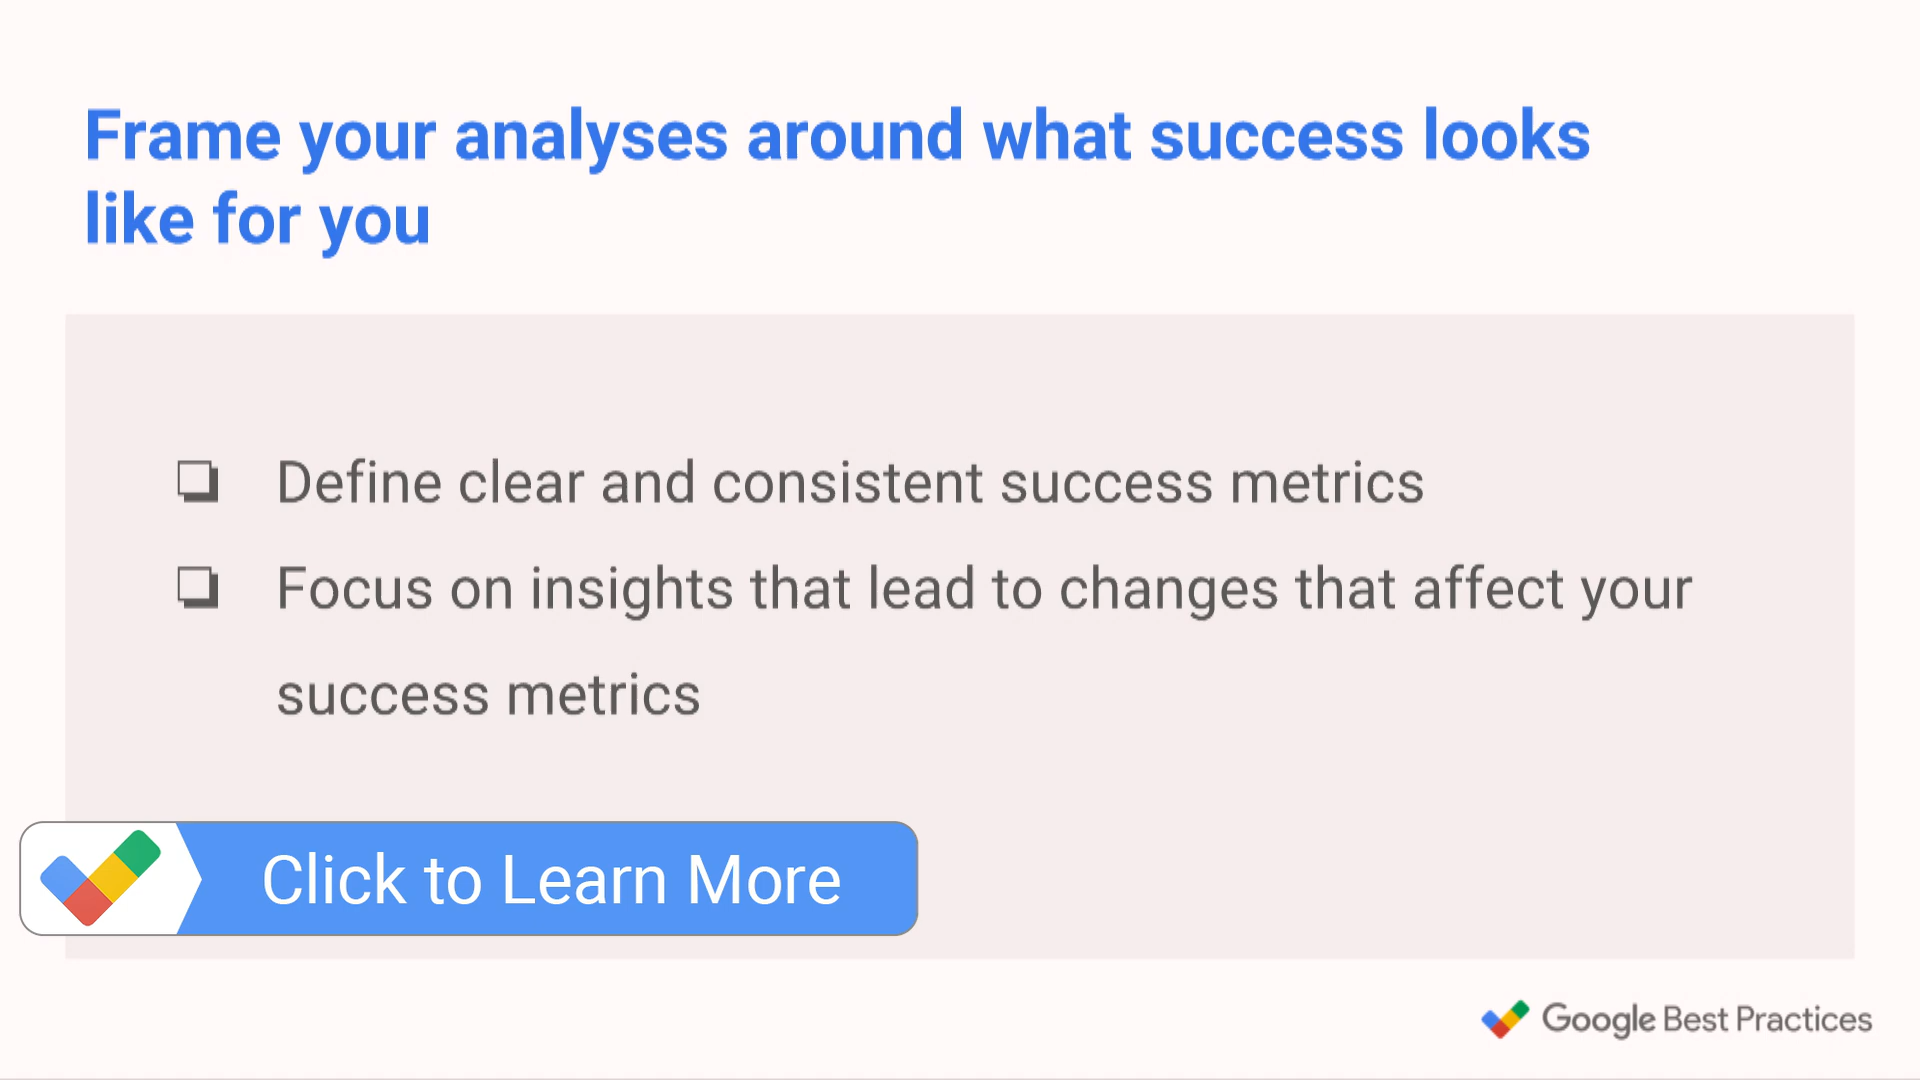 Frame your analyses around what success looks
like for you
Define clear and consistent success metrics
Focus on insights that lead to changes that affect your
success metrics
Click to Learn More
Google Best Practices